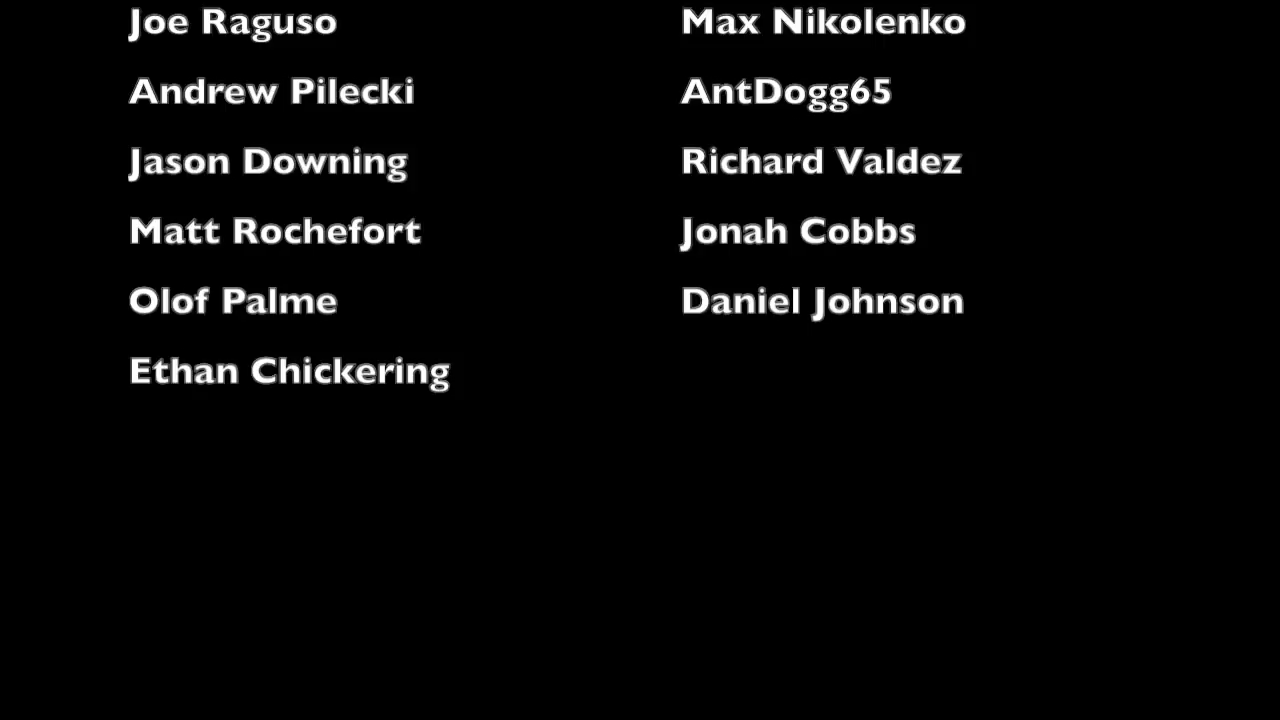 Joe Raguso
Max Nikolenko
Andrew Pilecki
AntDogg65
Jason Downing
Richard Valdez
Matt Rochefort
Jonah Cobbs
Olof Palme
Daniel Johnson
Ethan Chickering